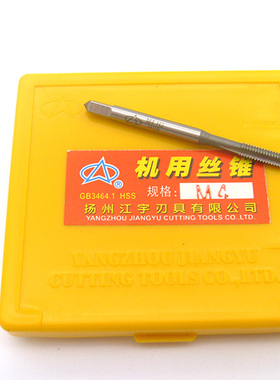 机用丝锥
GB3464.1 HSS
规格: M4
扬州江宇刃具有限公司
YANGZHOU JIANGYU CUTTING TOOLS CO., LTD
YANGZHOU JIANGYU
CUTTING TOOLS CO.,LTD.